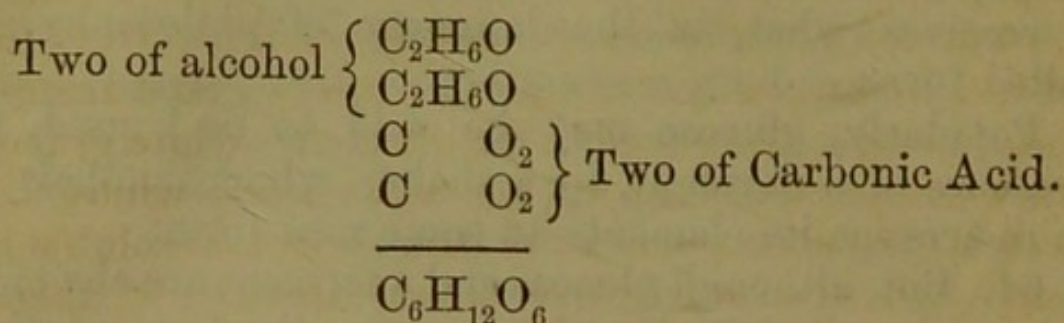 Two of alcohol { C₂H₆O
C₂H₆O
C O₂ } Two of Carbonic Acid.
C O₂
C₆H₁₂O₆